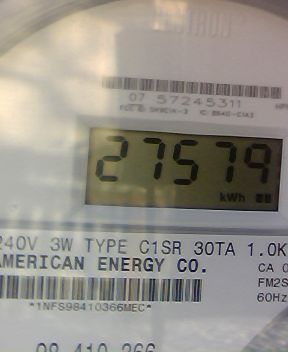 07 57245311
27579
kWh
240V 3W TYPE C1SR 30TA 1.0K
AMERICAN ENERGY CO.
CA 0
FM2S
60Hz
*1NFS98410366MEC*